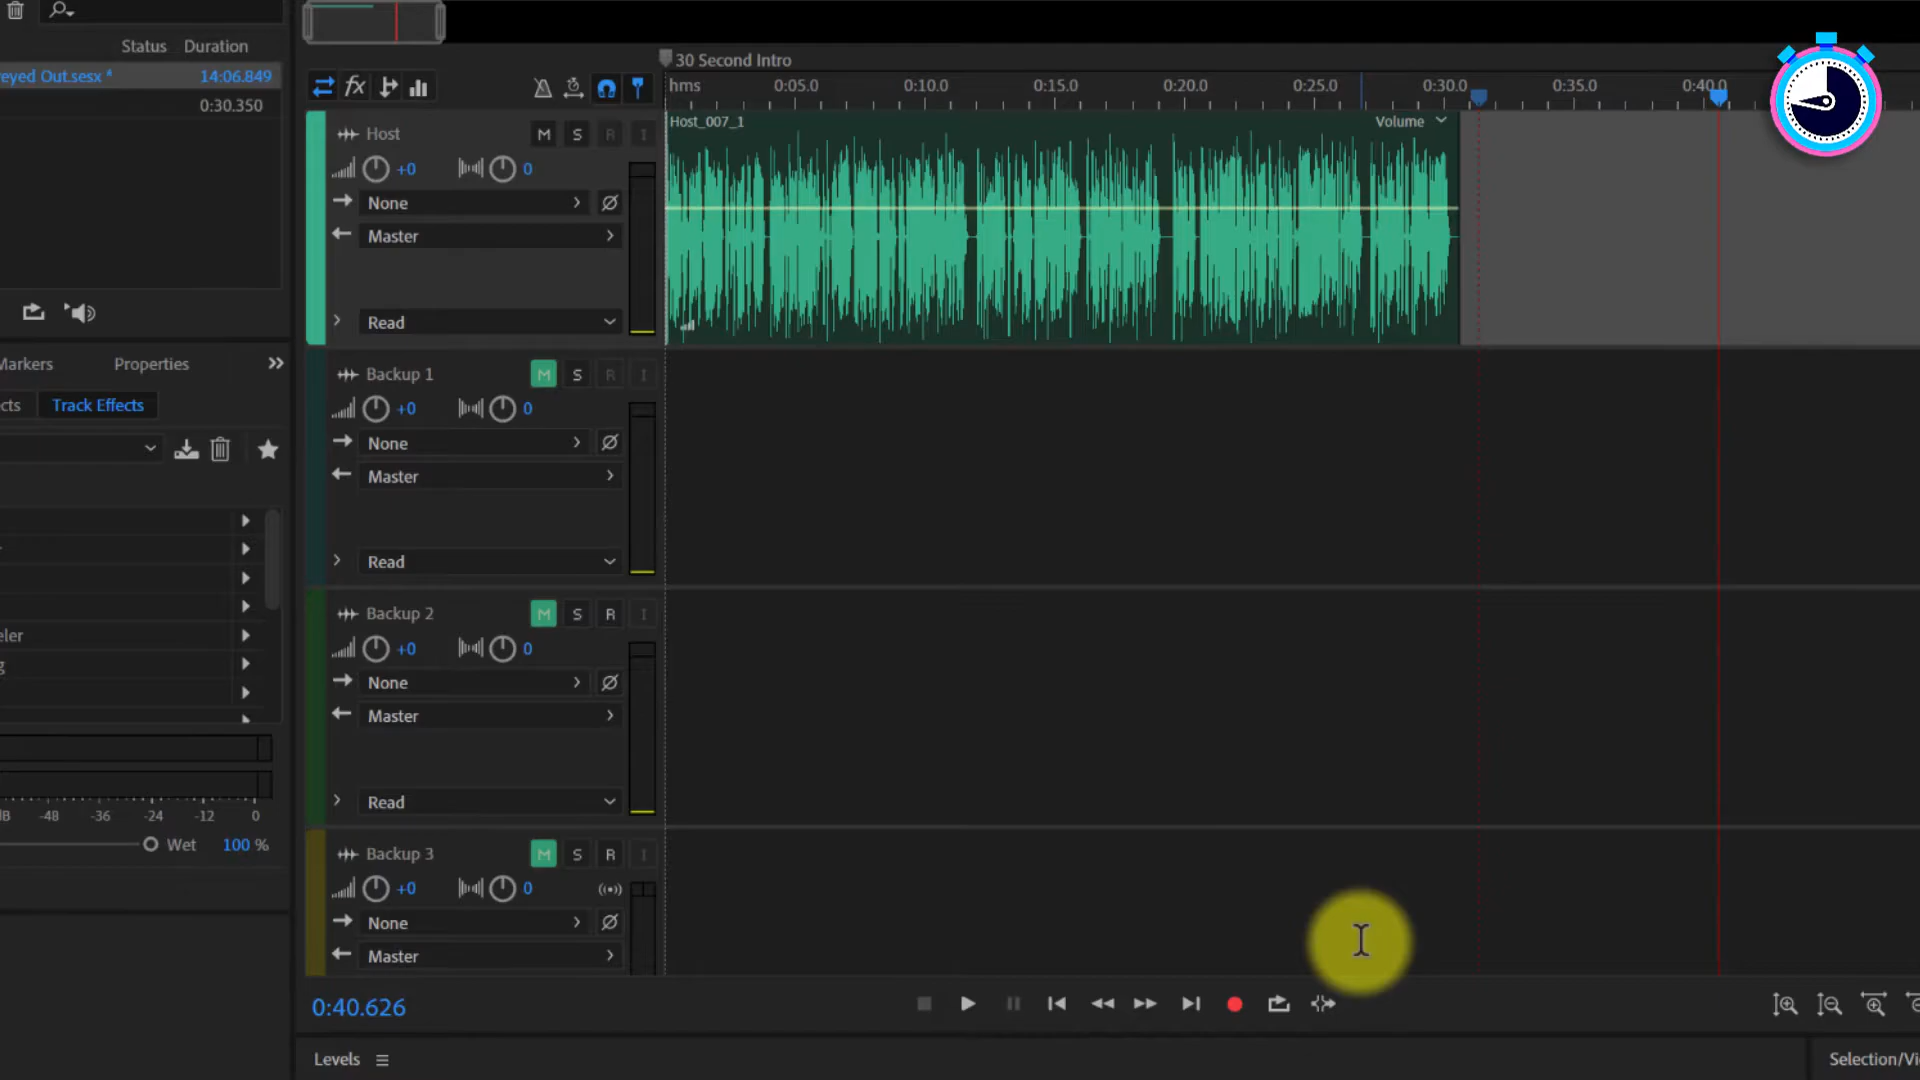 Status Duration
eyed Out.sesx * 14:06.849
0:30.350
30 Second Intro
hms 0:05.0 0:10.0 0:15.0 0:20.0 0:25.0 0:30.0 0:35.0 0:40.0
fx
Host M S R I
Host_007_1 Volume
+0 0
None
Master
Read
Markers Properties
cts Track Effects
Backup 1 M S R I
+0 0
None
Master
Read
Backup 2 M S R I
+0 0
eler
None
g
Master
Read
dB -48 -36 -24 -12 0
Wet 100 %
Backup 3 M S R I
+0 0
None
Master
0:40.626
Levels
Selection/Vi